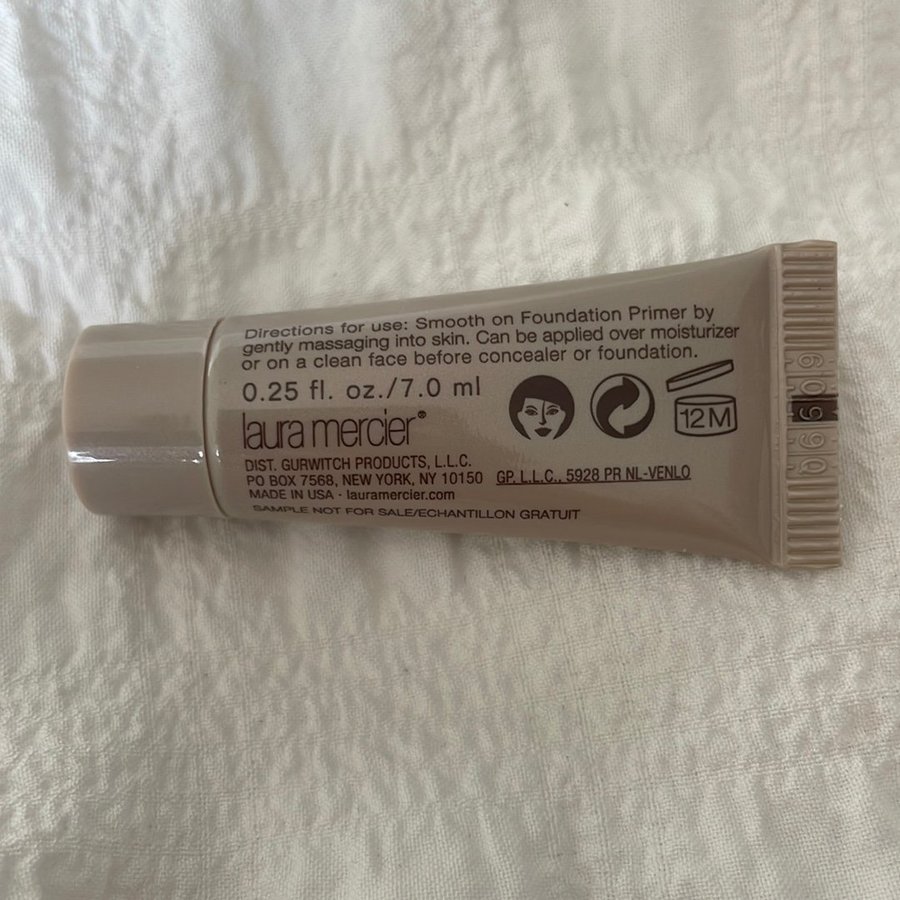 Directions for use: Smooth on Foundation Primer by
gently massaging into skin. Can be applied over moisturizer
or on a clean face before concealer or foundation.
0.25 fl. oz./7.0 ml
12M
laura mercier®
DIST. GURWITCH PRODUCTS, L.L.C.
PO BOX 7568, NEW YORK, NY 10150
GP, L.L.C., 5928 PR NL-VENLO
MADE IN USA · lauramercier.com
SAMPLE NOT FOR SALE/ECHANTILLON GRATUIT